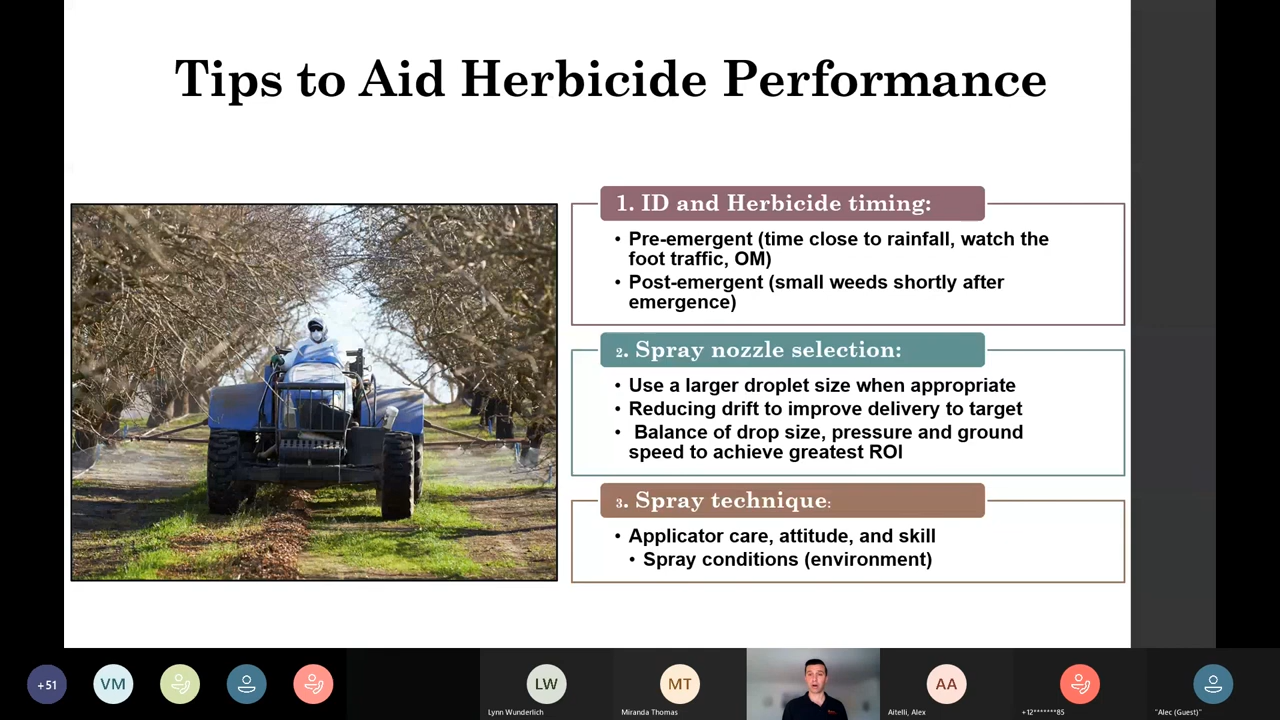 Tips to Aid Herbicide Performance
1. ID and Herbicide timing:
• Pre-emergent (time close to rainfall, watch the
foot traffic, OM)
• Post-emergent (small weeds shortly after
emergence)
2. Spray nozzle selection:
• Use a larger droplet size when appropriate
• Reducing drift to improve delivery to target
• Balance of drop size, pressure and ground
speed to achieve greatest ROI
3. Spray technique:
• Applicator care, attitude, and skill
• Spray conditions (environment)
+51
VM
LW
MT
AA
Lynn Wunderlich
Miranda Thomas
Aitelli, Alex
+12*******85
"Alec (Guest)"